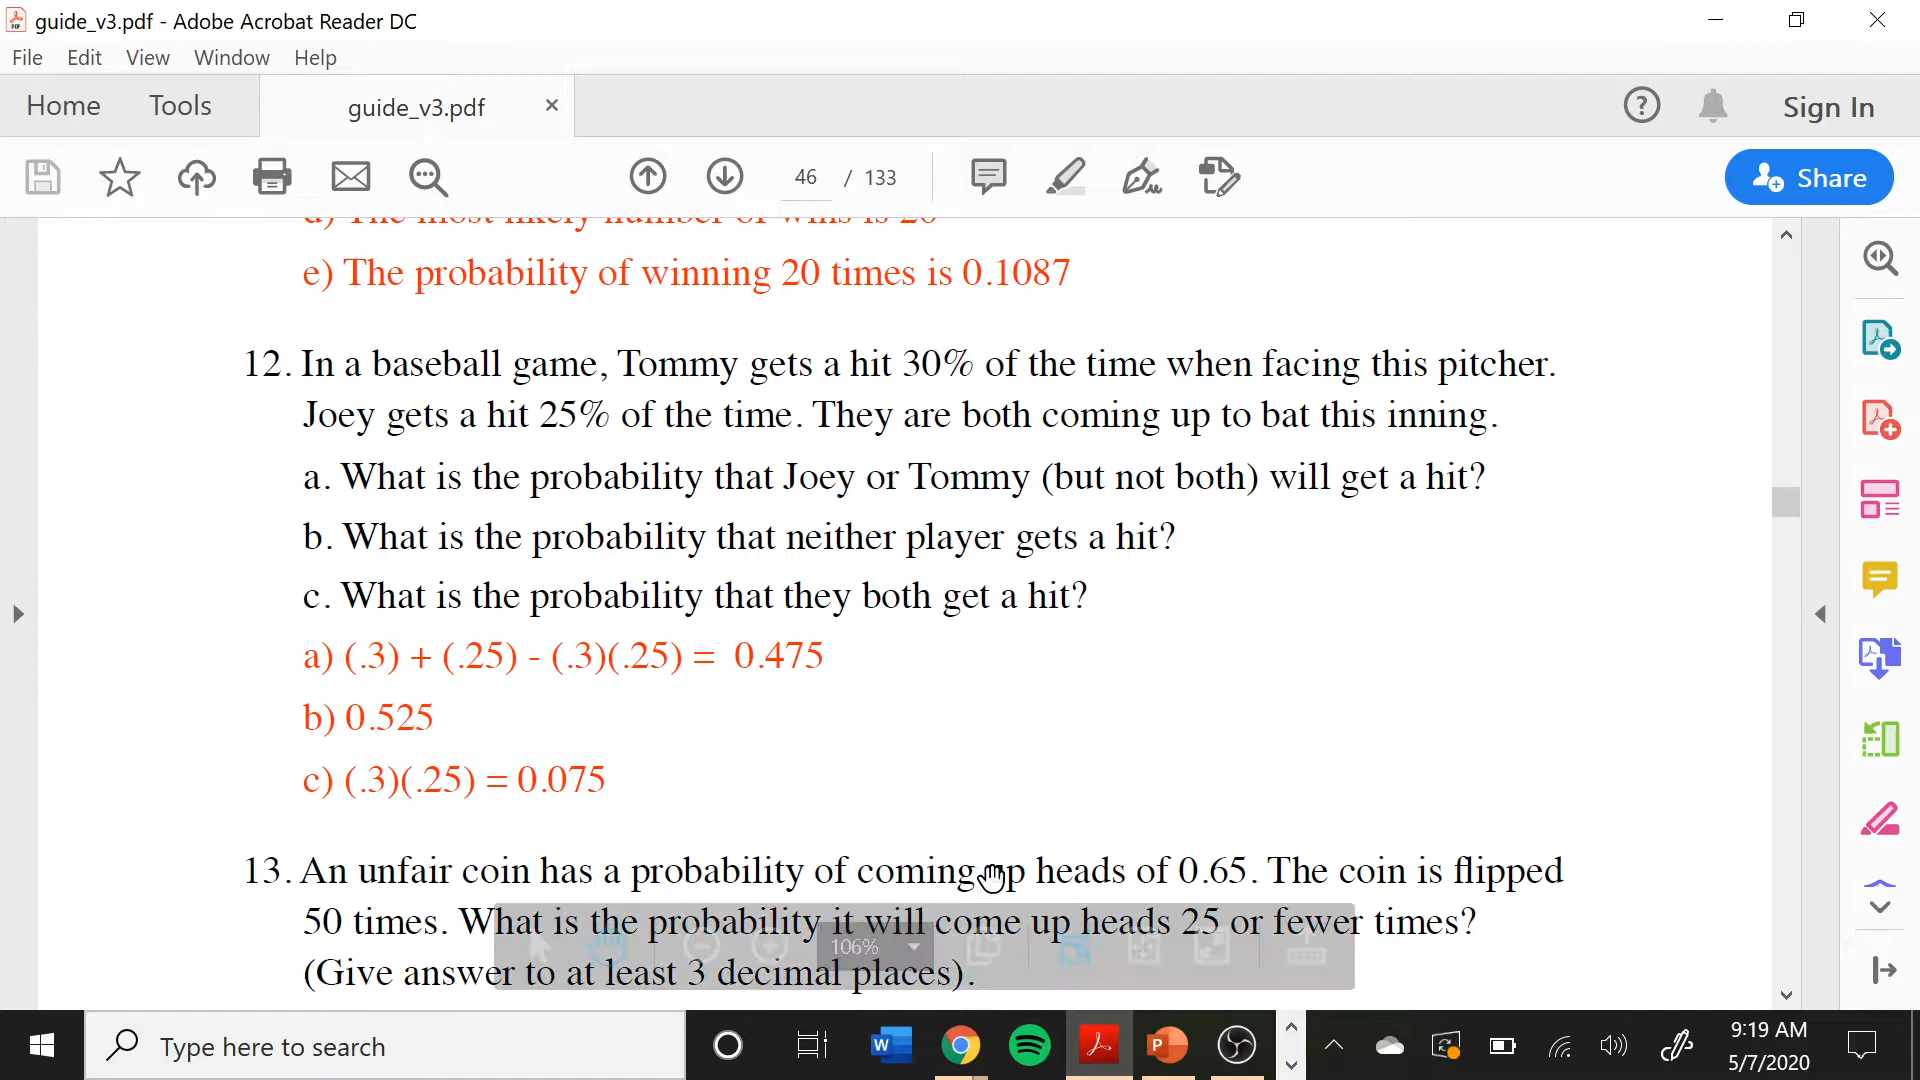 guide_v3.pdf - Adobe Acrobat Reader DC
File Edit View Window Help
Home Tools guide_v3.pdf × Sign In
46 / 133 Share
d) The most likely number of wins is 20
e) The probability of winning 20 times is 0.1087
12. In a baseball game, Tommy gets a hit 30% of the time when facing this pitcher.
Joey gets a hit 25% of the time. They are both coming up to bat this inning.
a. What is the probability that Joey or Tommy (but not both) will get a hit?
b. What is the probability that neither player gets a hit?
c. What is the probability that they both get a hit?
a) (.3) + (.25) - (.3)(.25) = 0.475
b) 0.525
c) (.3)(.25) = 0.075
13. An unfair coin has a probability of coming up heads of 0.65. The coin is flipped
50 times. What is the probability it will come up heads 25 or fewer times?
106%
(Give answer to at least 3 decimal places).
Type here to search
9:19 AM
5/7/2020